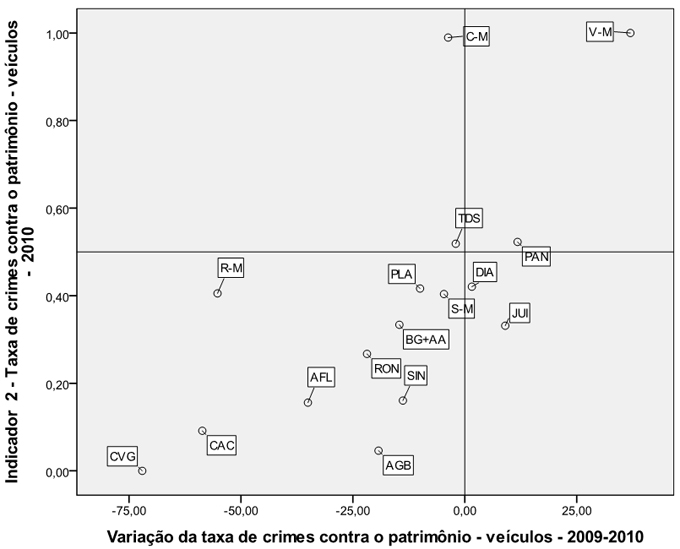 Indicador 2 - Taxa de crimes contra o patrimônio - veículos
- 2010
1,00
0,80
0,60
0,40
0,20
0,00
C-M
V-M
TDS
PAN
R-M
PLA
DIA
S-M
JUI
BG+AA
RON
SIN
AFL
CAC
CVG
AGB
-75,00
-50,00
-25,00
0,00
25,00
Variação da taxa de crimes contra o patrimônio - veículos - 2009-2010